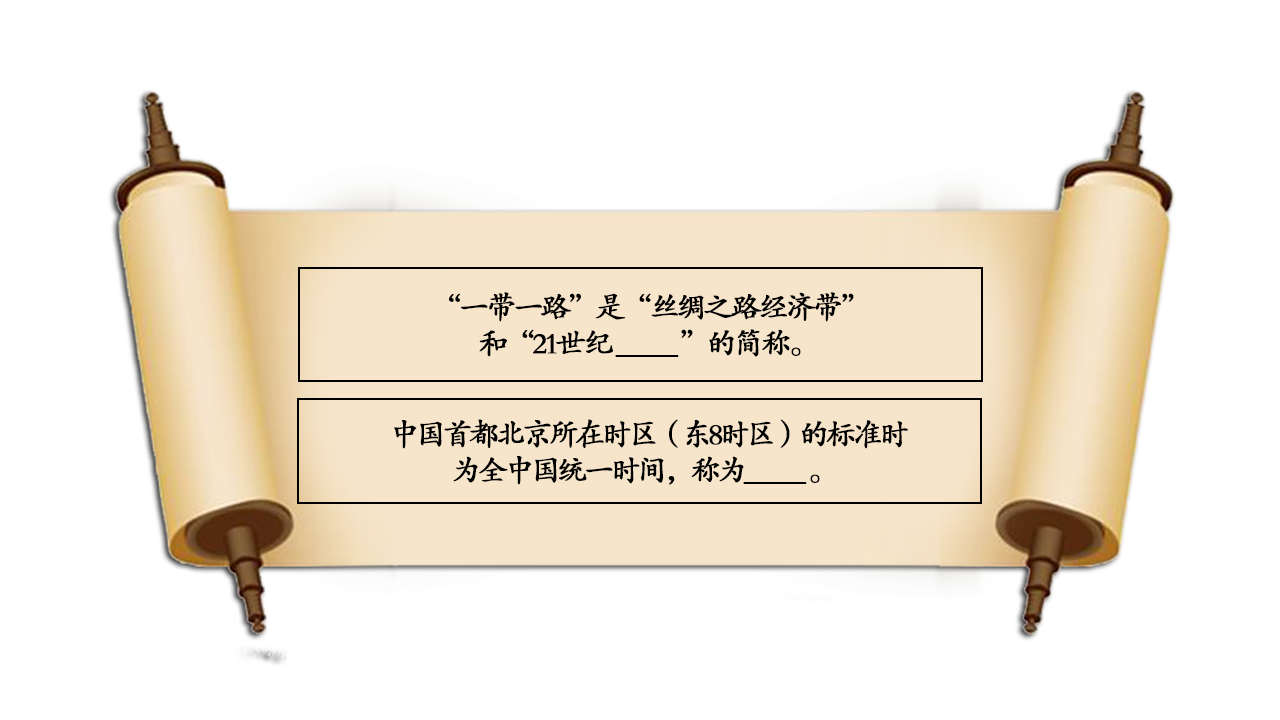 “一带一路”是“丝绸之路经济带”
和“21世纪_____”的简称。
中国首都北京所在时区（东8时区）的标准时
为全中国统一时间，称为_____。